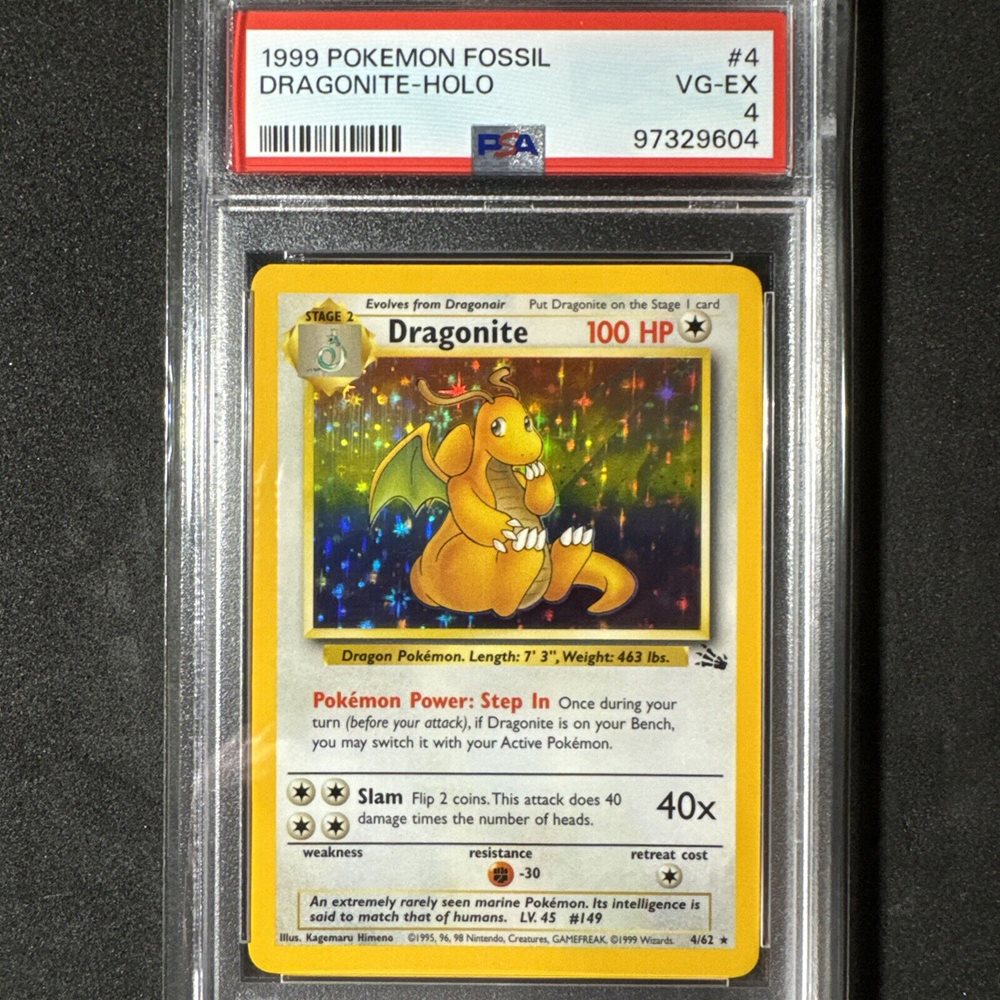 1999 POKEMON FOSSIL #4
DRAGONITE-HOLO VG-EX
4
PSA 97329604
Evolves from Dragonair Put Dragonite on the Stage 1 card
STAGE 2
Dragonite 100 HP
Dragon Pokémon. Length: 7' 3", Weight: 463 lbs.
Pokémon Power: Step In Once during your
turn (before your attack), if Dragonite is on your Bench,
you may switch it with your Active Pokémon.
Slam Flip 2 coins. This attack does 40
damage times the number of heads.
40x
weakness resistance retreat cost
-30
An extremely rarely seen marine Pokémon. Its intelligence is
said to match that of humans. LV. 45 #149
Illus. Kagemaru Himeno ©1995, 96, 98 Nintendo, Creatures, GAMEFREAK. ©1999 Wizards. 4/62 ★